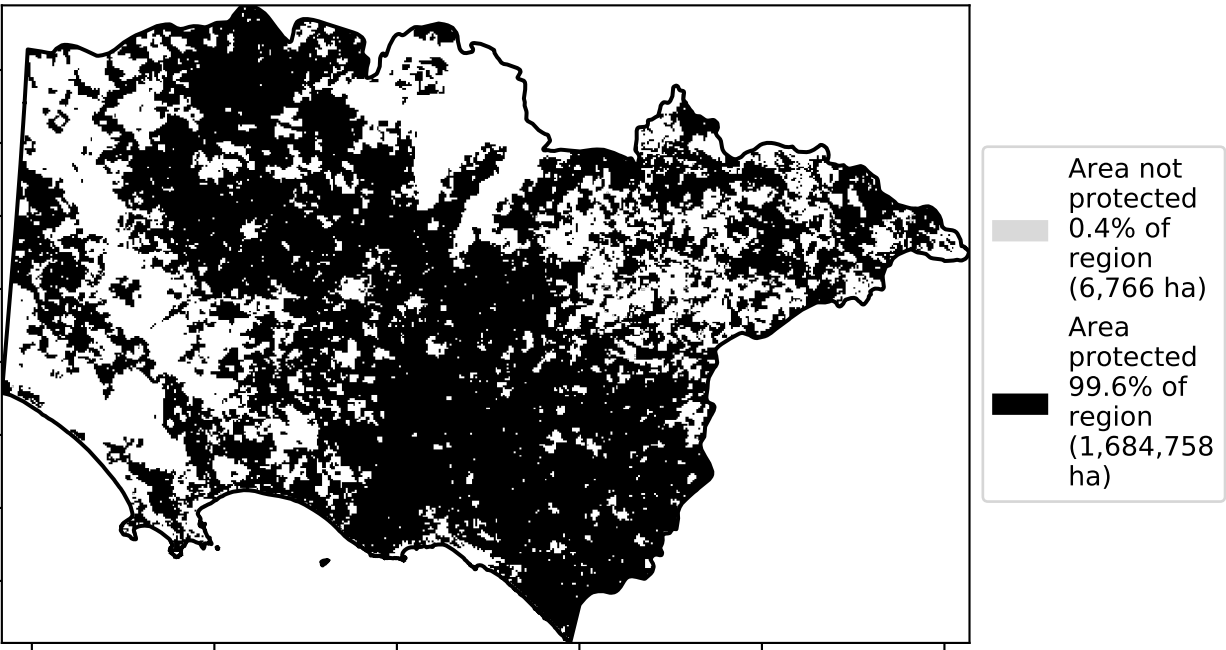 Area not
protected
0.4% of
region
(6,766 ha)
Area
protected
99.6% of
region
(1,684,758
ha)